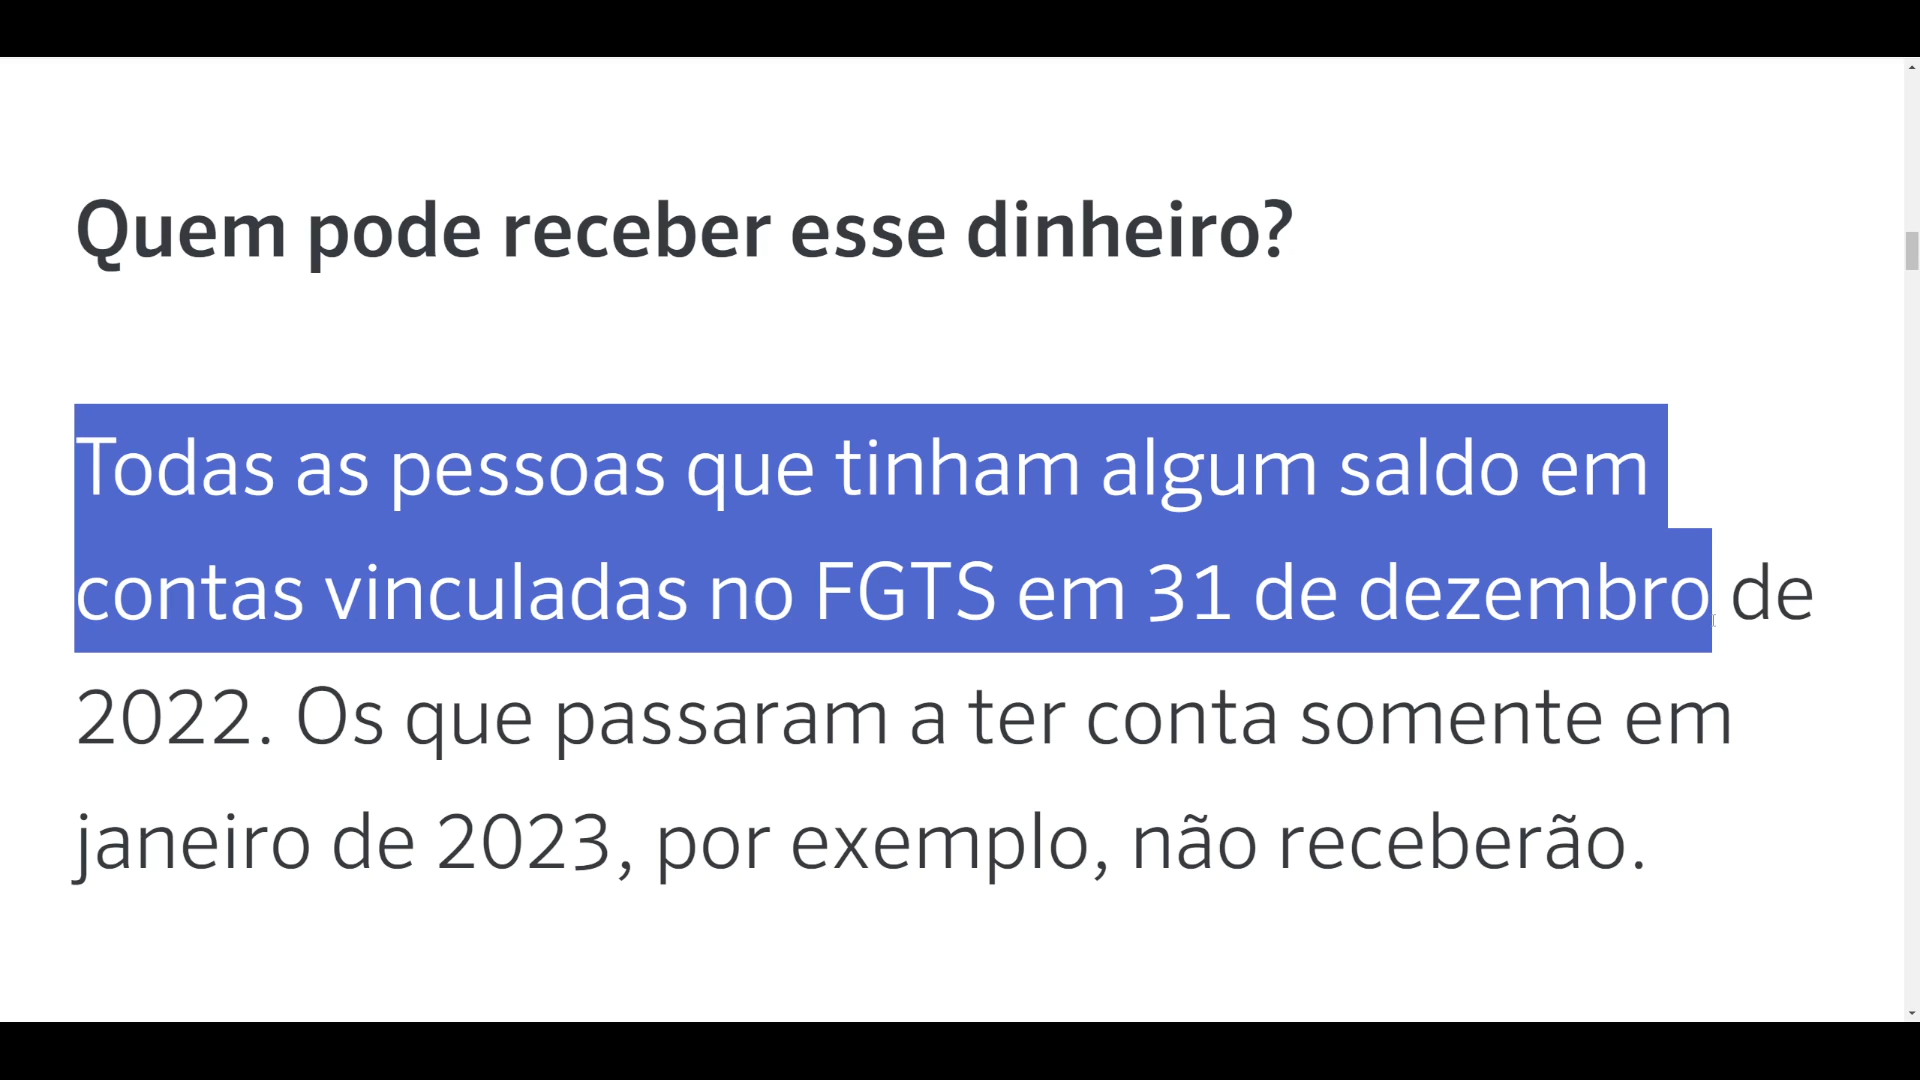 Quem pode receber esse dinheiro?
Todas as pessoas que tinham algum saldo em
contas vinculadas no FGTS em 31 de dezembro de
2022. Os que passaram a ter conta somente em
janeiro de 2023, por exemplo, não receberão.